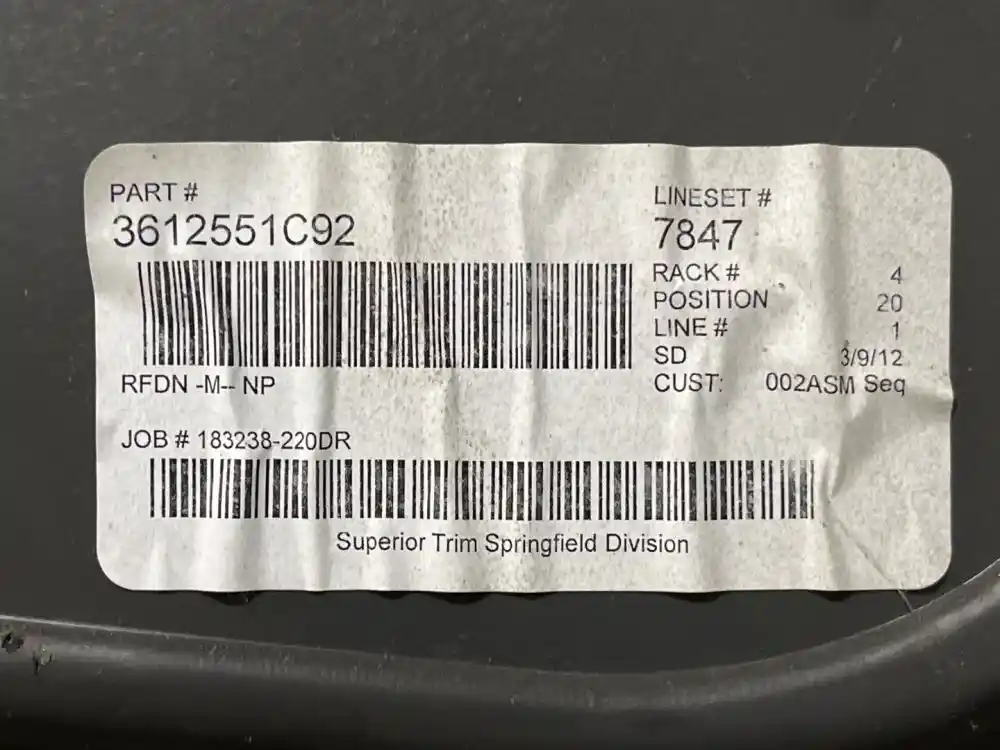 PART #
3612551C92
RFDN -M-- NP
JOB # 183238-220DR
LINESET #
7847
RACK # 4
POSITION 20
LINE # 1
SD 3/9/12
CUST: 002ASM Seq
Superior Trim Springfield Division